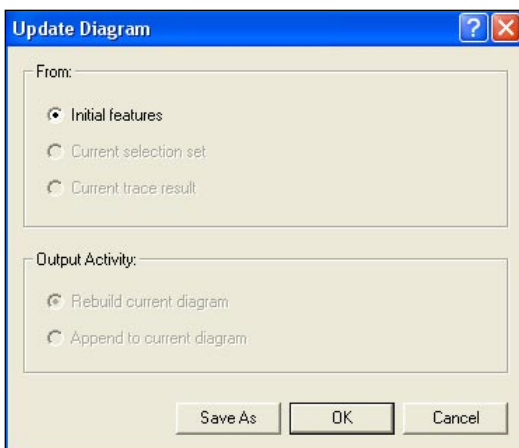 Update Diagram
From:
Initial features
Current selection set
Current trace result
Output Activity:
Rebuild current diagram
Append to current diagram
Save As OK Cancel